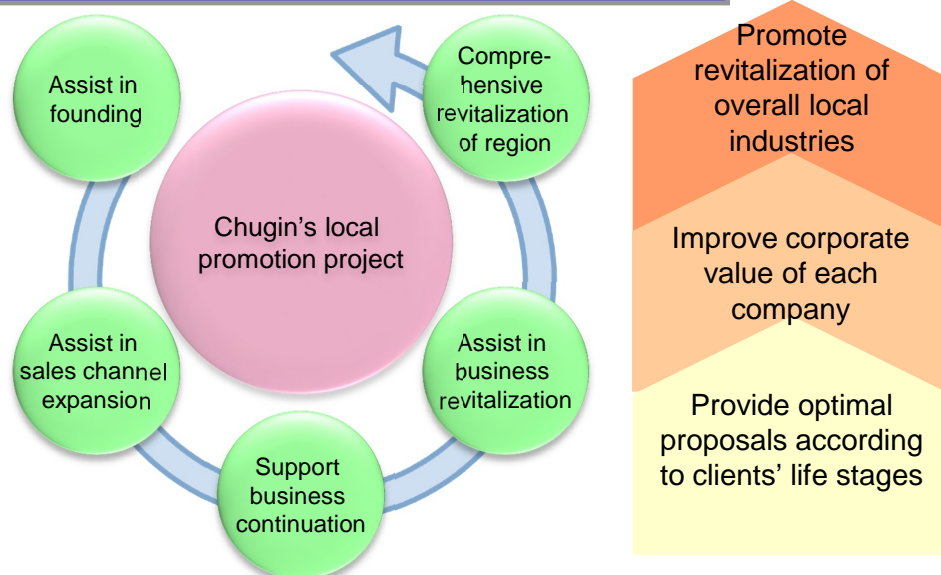 Assist in
founding
Compre-
hensive
revitalization
of region
Chugin’s local
promotion project
Assist in
sales channel
expansion
Assist in
business
revitalization
Support
business
continuation
Promote
revitalization of
overall local
industries
Improve corporate
value of each
company
Provide optimal
proposals according
to clients’ life stages